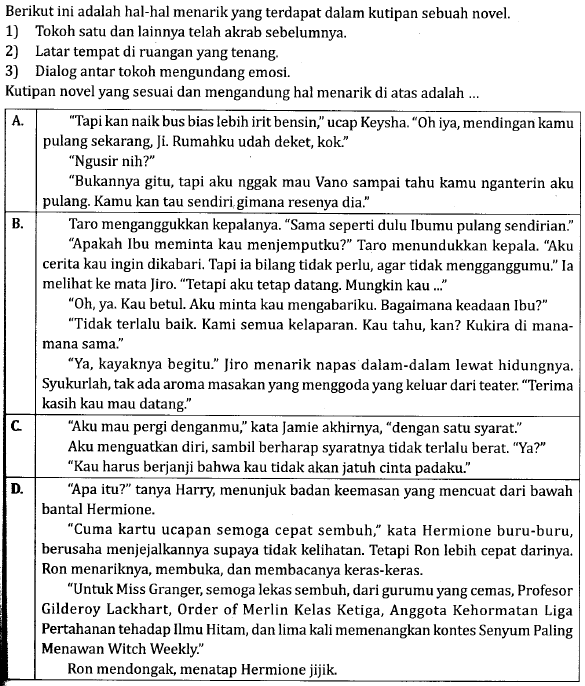 Berikut ini adalah hal-hal menarik yang terdapat dalam kutipan sebuah novel.
1) Tokoh satu dan lainnya telah akrab sebelumnya.
2) Latar tempat di ruangan yang tenang.
3) Dialog antar tokoh mengundang emosi.
Kutipan novel yang sesuai dan mengandung hal menarik di atas adalah ...
A. “Tapi kan naik bus bias lebih irit bensin,” ucap Keysha. “Oh iya, mendingan kamu
pulang sekarang, Ji. Rumahku udah deket, kok.”
“Ngusir nih?”
“Bukannya gitu, tapi aku nggak mau Vano sampai tahu kamu nganterin aku
pulang. Kamu kan tau sendiri gimana resenya dia.”
B. Taro menganggukkan kepalanya. “Sama seperti dulu Ibumu pulang sendirian.”
“Apakah Ibu meminta kau menjemputku?” Taro menundukkan kepala. “Aku
cerita kau ingin dikabari. Tapi ia bilang tidak perlu, agar tidak mengganggumu.” Ia
melihat ke mata Jiro. “Tetapi aku tetap datang. Mungkin kau ...”
“Oh, ya. Kau betul. Aku minta kau mengabariku. Bagaimana keadaan Ibu?”
“Tidak terlalu baik. Kami semua kelaparan. Kau tahu, kan? Kukira di mana-
mana sama.”
“Ya, kayaknya begitu.” Jiro menarik napas dalam-dalam lewat hidungnya.
Syukurlah, tak ada aroma masakan yang menggoda yang keluar dari teater. “Terima
kasih kau mau datang.”
C. “Aku mau pergi denganmu,” kata Jamie akhirnya, “dengan satu syarat.”
Aku menguatkan diri, sambil berharap syaratnya tidak terlalu berat. “Ya?”
“Kau harus berjanji bahwa kau tidak akan jatuh cinta padaku.”
D. “Apa itu?” tanya Harry, menunjuk badan keemasan yang mencuat dari bawah
bantal Hermione.
“Cuma kartu ucapan semoga cepat sembuh,” kata Hermione buru-buru,
berusaha menjejalkannya supaya tidak kelihatan. Tetapi Ron lebih cepat darinya.
Ron menariknya, membuka, dan membacanya keras-keras.
“Untuk Miss Granger, semoga lekas sembuh, dari gurumu yang cemas, Profesor
Gilderoy Lackhart, Order of Merlin Kelas Ketiga, Anggota Kehormatan Liga
Pertahanan tehadap Ilmu Hitam, dan lima kali memenangkan kontes Senyum Paling
Menawan Witch Weekly.”
Ron mendongak, menatap Hermione jijik.